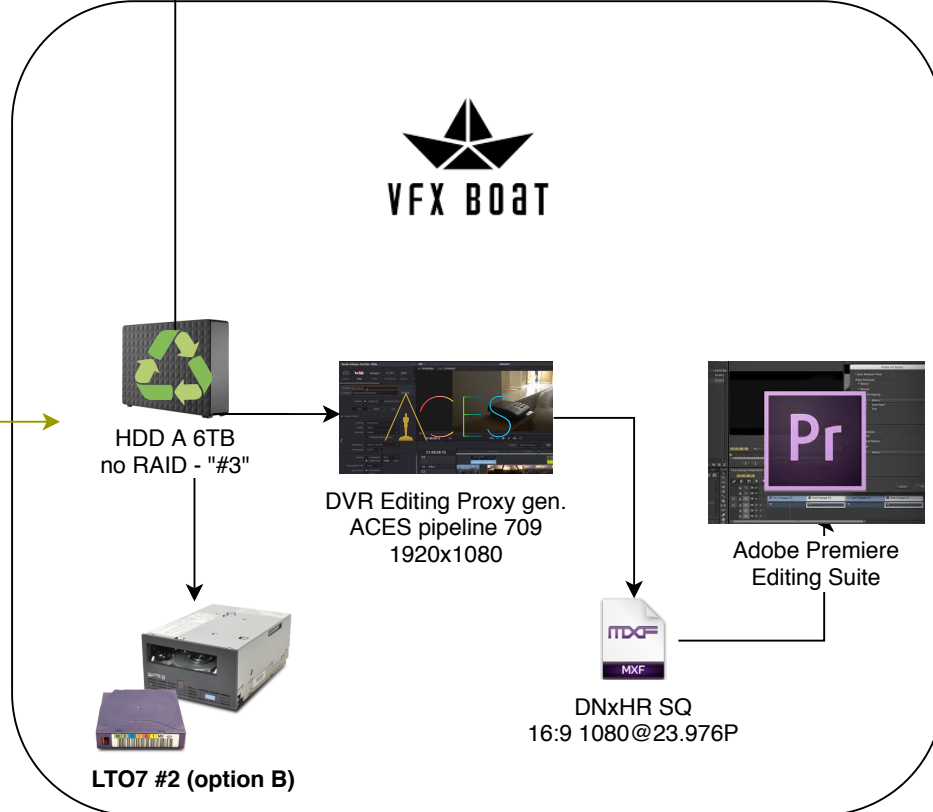 VFX BOaT
HDD A 6TB
no RAID - "#3"
ACES
DVR Editing Proxy gen.
ACES pipeline 709
1920x1080
Pr
Adobe Premiere
Editing Suite
MXF
MXF
DNxHR SQ
16:9 1080@23.976P
LTO7 #2 (option B)